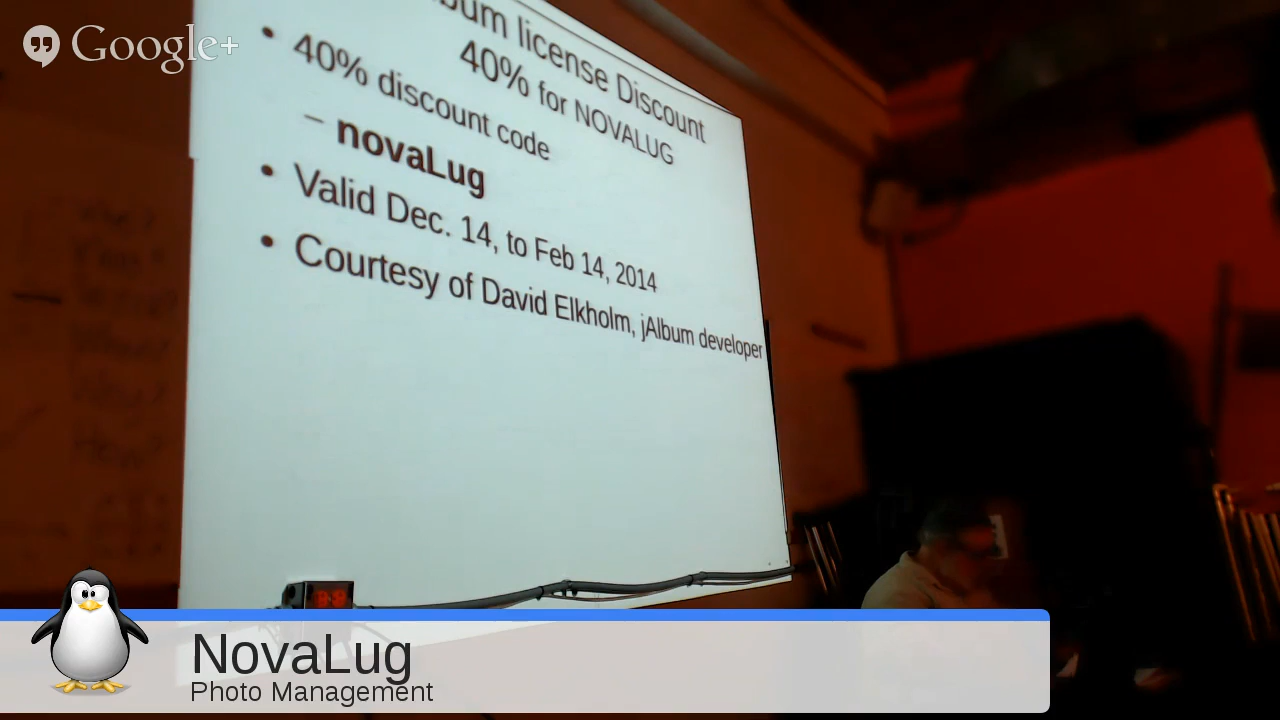 Google+
bum license Discount
40% for NOVALUG
• 40% discount code
– novaLug
• Valid Dec. 14, to Feb 14, 2014
• Courtesy of David Elkholm, jAlbum developer
NovaLug
Photo Management